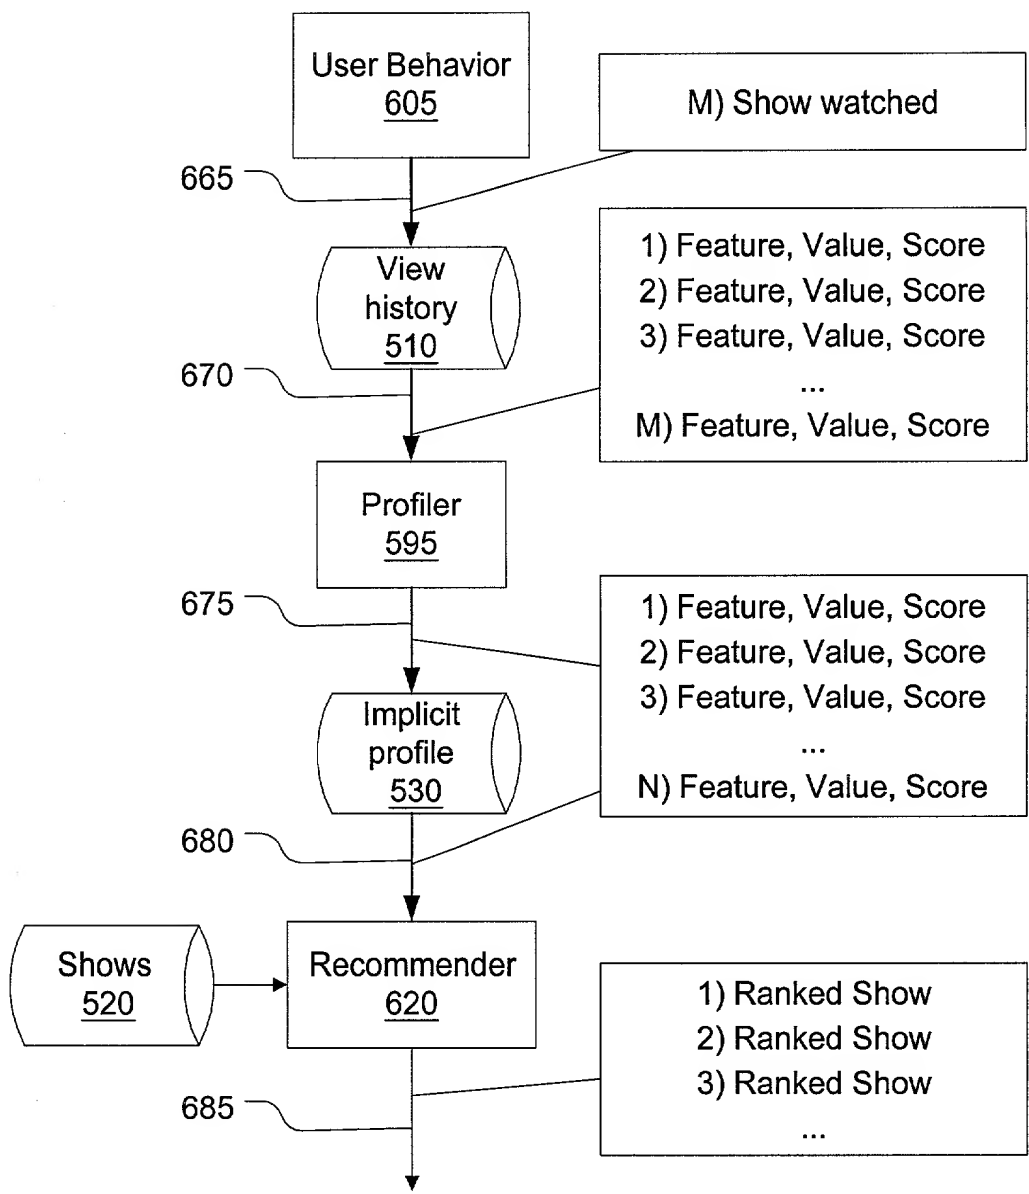 User Behavior
605
M) Show watched
665
1) Feature, Value, Score
2) Feature, Value, Score
3) Feature, Value, Score
...
M) Feature, Value, Score
View
history
510
670
Profiler
595
675
1) Feature, Value, Score
2) Feature, Value, Score
3) Feature, Value, Score
...
N) Feature, Value, Score
Implicit
profile
530
680
Shows
520
Recommender
620
1) Ranked Show
2) Ranked Show
3) Ranked Show
...
685